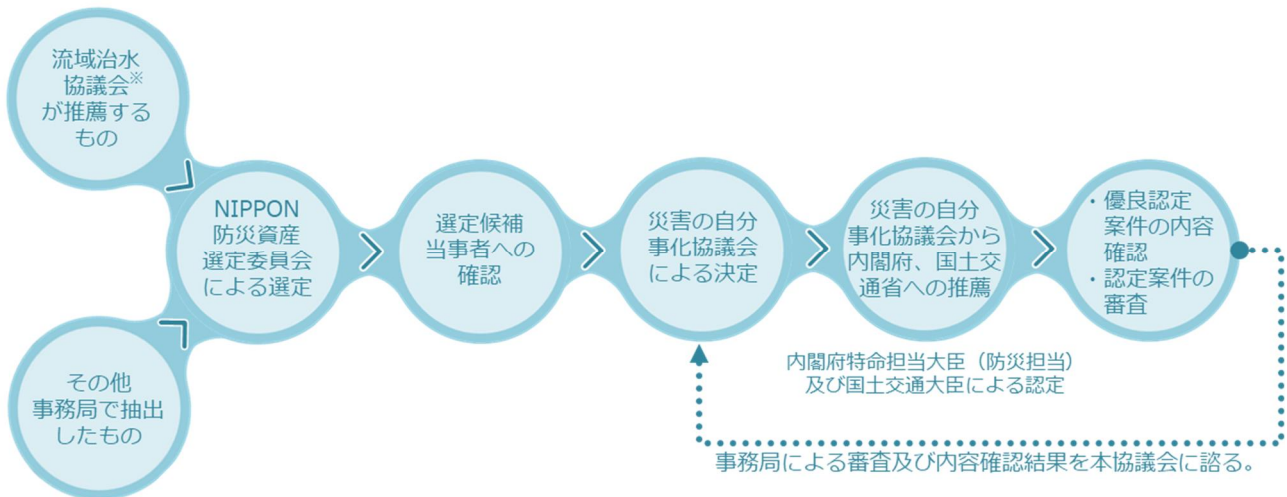 流域治水
協議会※
が推薦する
もの
その他
事務局で抽出
したもの
NIPPON
防災資産
選定委員会
による選定
選定候補
当事者への
確認
災害の自分
事化協議会
による決定
災害の自分
事化協議会から
内閣府、国土交
通省への推薦
・優良認定
案件の内容
確認
・認定案件の
審査
内閣府特命担当大臣（防災担当）
及び国土交通大臣による認定
事務局による審査及び内容確認結果を本協議会に諮る。